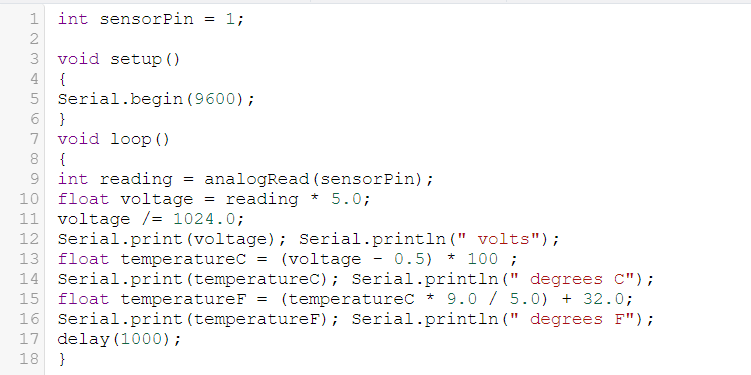 1 int sensorPin = 1;
2
3 void setup()
4 {
5 Serial.begin(9600);
6 }
7 void loop()
8 {
9 int reading = analogRead(sensorPin);
10 float voltage = reading * 5.0;
11 voltage /= 1024.0;
12 Serial.print(voltage); Serial.println(" volts");
13 float temperatureC = (voltage - 0.5) * 100 ;
14 Serial.print(temperatureC); Serial.println(" degrees C");
15 float temperatureF = (temperatureC * 9.0 / 5.0) + 32.0;
16 Serial.print(temperatureF); Serial.println(" degrees F");
17 delay(1000);
18 }